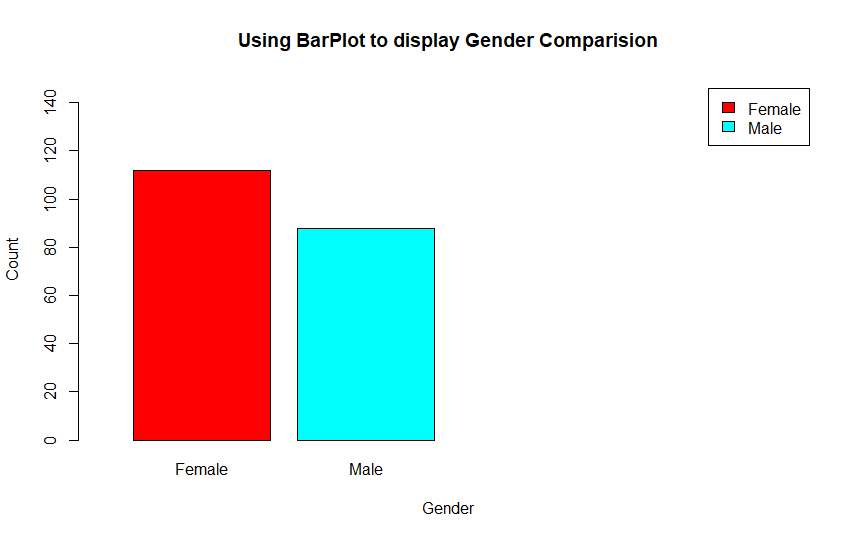 Using BarPlot to display Gender Comparision
Female
Male
140
120
100
80
60
40
20
0
Count
Female Male
Gender